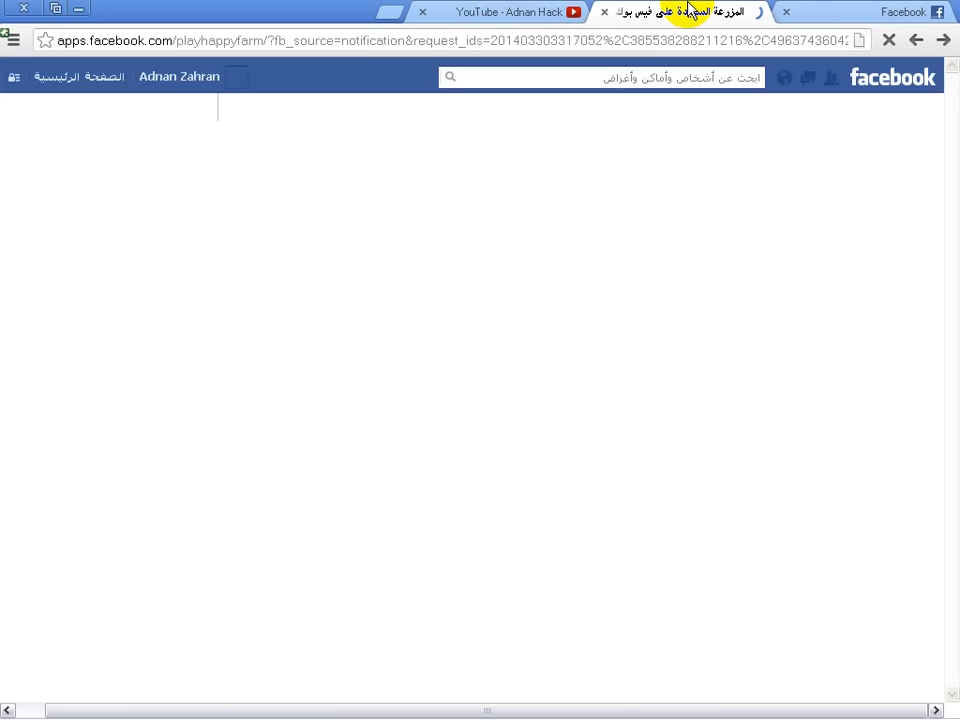 Facebook
المزرعة السعيدة على فيس بوك
YouTube - Adnan Hack
apps.facebook.com/playhappyfarm/?fb_source=notification&request_ids=201403303317052%2C385538288211216%2C49637436042
facebook
ابحث عن أشخاص وأماكن وأغراض
Adnan Zahran
الصفحة الرئيسية